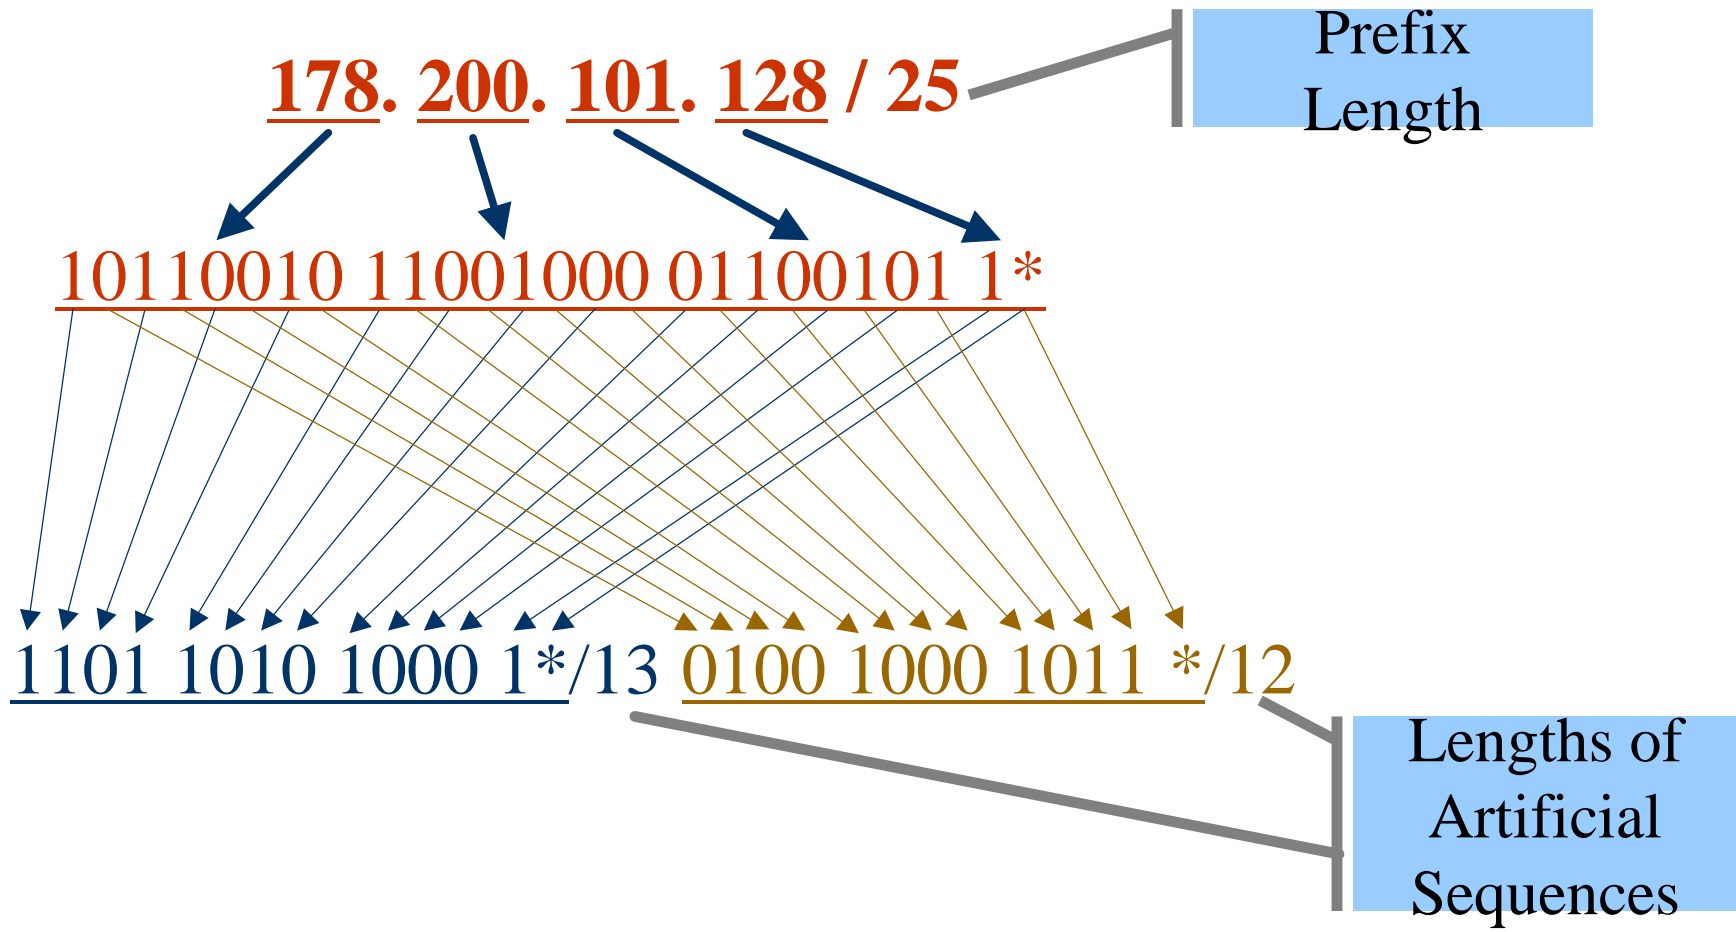 Prefix
Length
178. 200. 101. 128 / 25
10110010 11001000 01100101 1*
1101 1010 1000 1*/13 0100 1000 1011 */12
Lengths of
Artificial
Sequences